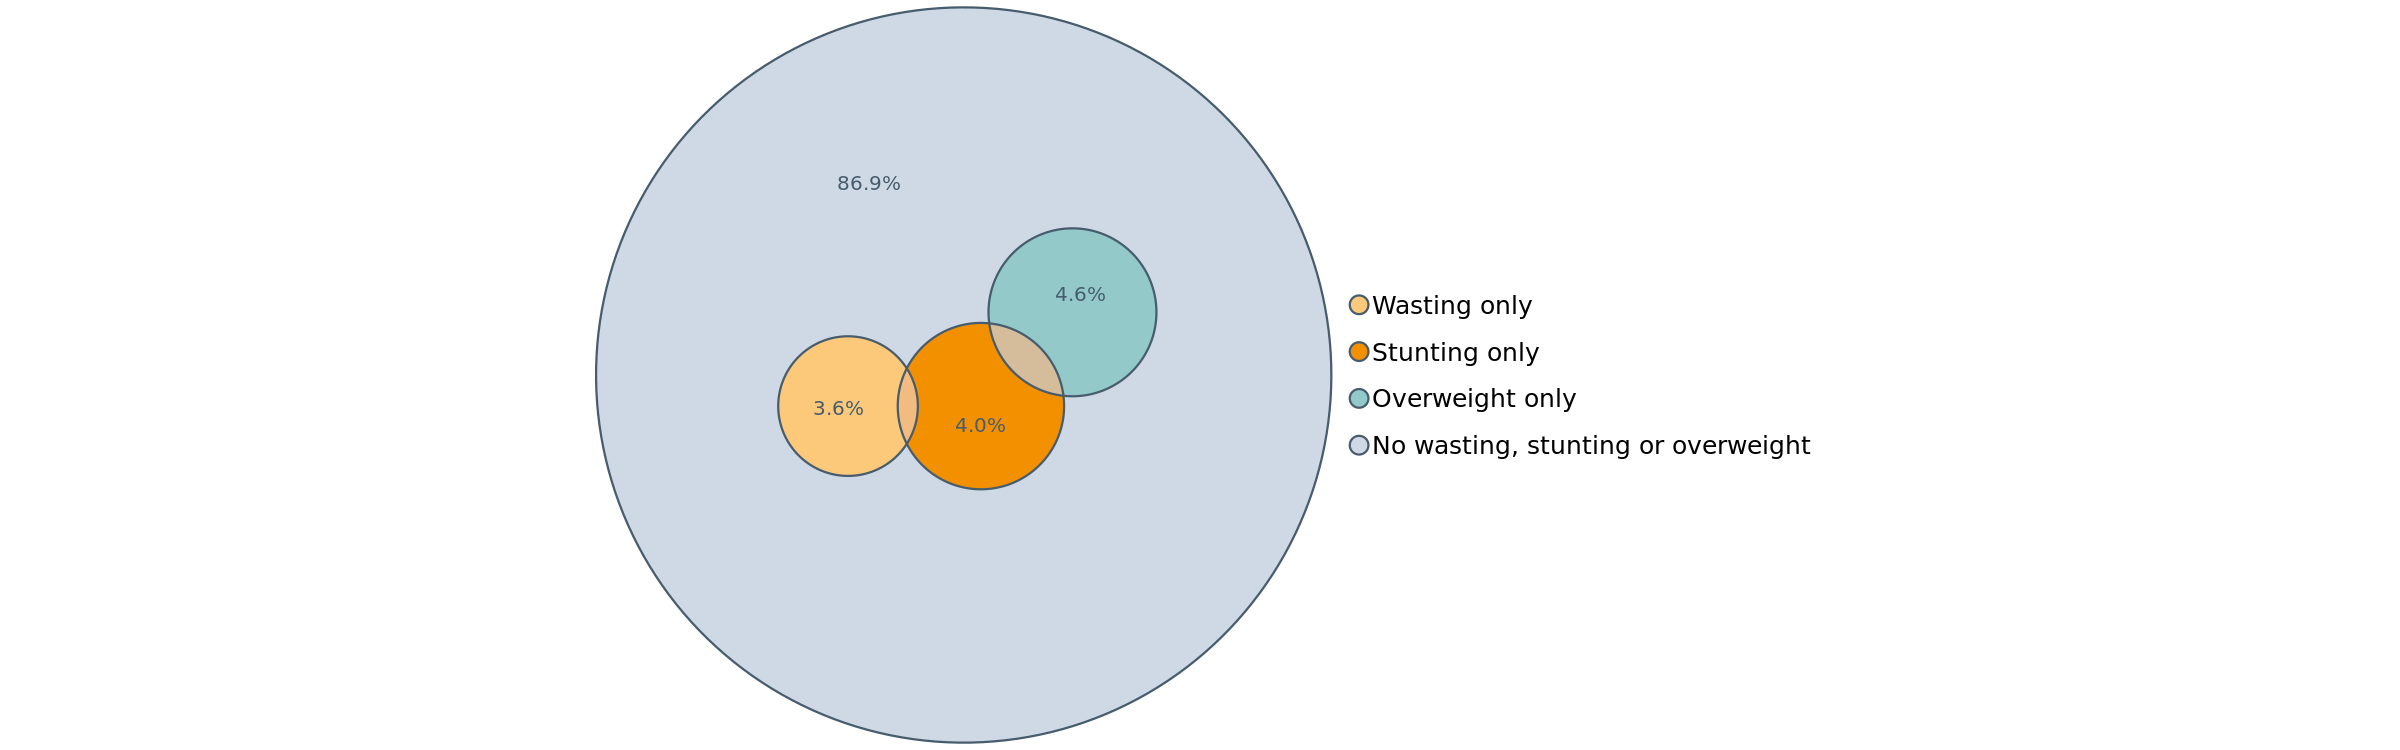 86.9%
4.6%
3.6%
4.0%
Wasting only
Stunting only
Overweight only
No wasting, stunting or overweight